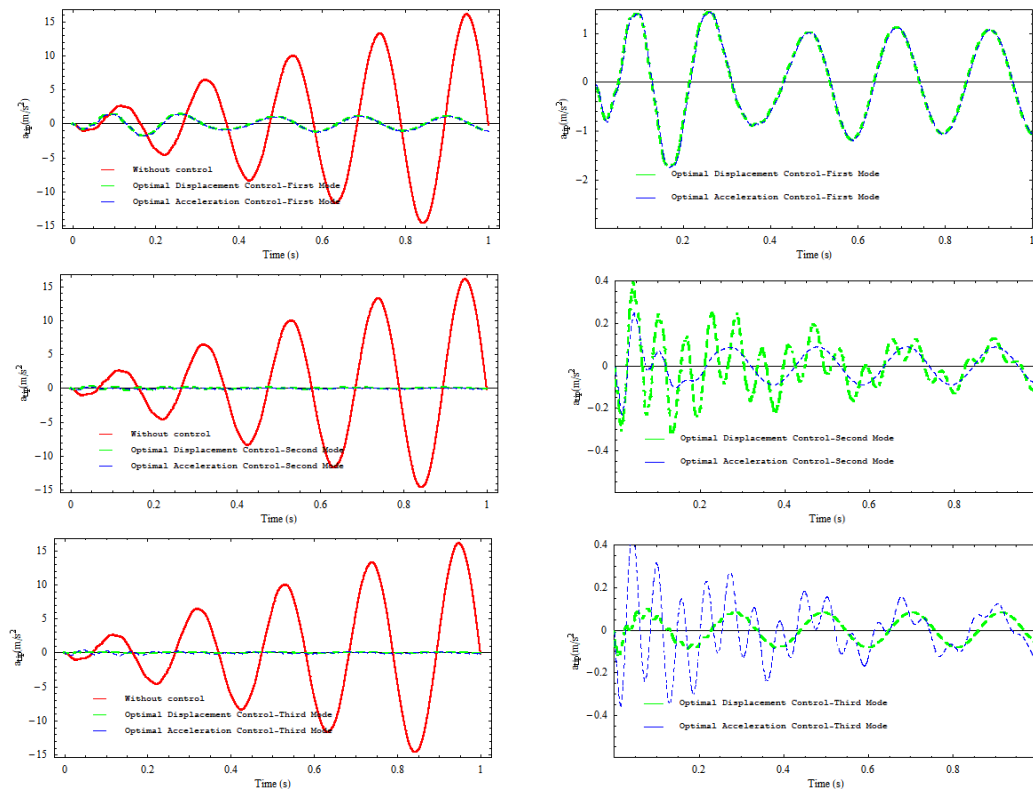 15
10
5
0
−5
−10
−15
(m/s²)
Without control
Optimal Displacement Control-First Mode
Optimal Acceleration Control-First Mode
0 0.2 0.4 0.6 0.8 1
Time (s)
1
0
−1
−2
(m/s²)
Optimal Displacement Control-First Mode
Optimal Acceleration Control-First Mode
0.2 0.4 0.6 0.8 1
Time (s)
15
10
5
0
−5
−10
−15
(m/s²)
Without control
Optimal Displacement Control-Second Mode
Optimal Acceleration Control-Second Mode
0 0.2 0.4 0.6 0.8 1
Time (s)
0.4
0.2
0
−0.2
−0.4
(m/s²)
Optimal Displacement Control-Second Mode
Optimal Acceleration Control-Second Mode
0.2 0.4 0.6 0.8
Time (s)
15
10
5
0
−5
−10
−15
(m/s²)
Without control
Optimal Displacement Control-Third Mode
Optimal Acceleration Control-Third Mode
0 0.2 0.4 0.6 0.8 1
Time (s)
0.4
0.2
0
−0.2
−0.4
(m/s²)
Optimal Displacement Control-Third Mode
Optimal Acceleration Control-Third Mode
0.2 0.4 0.6 0.8
Time (s)